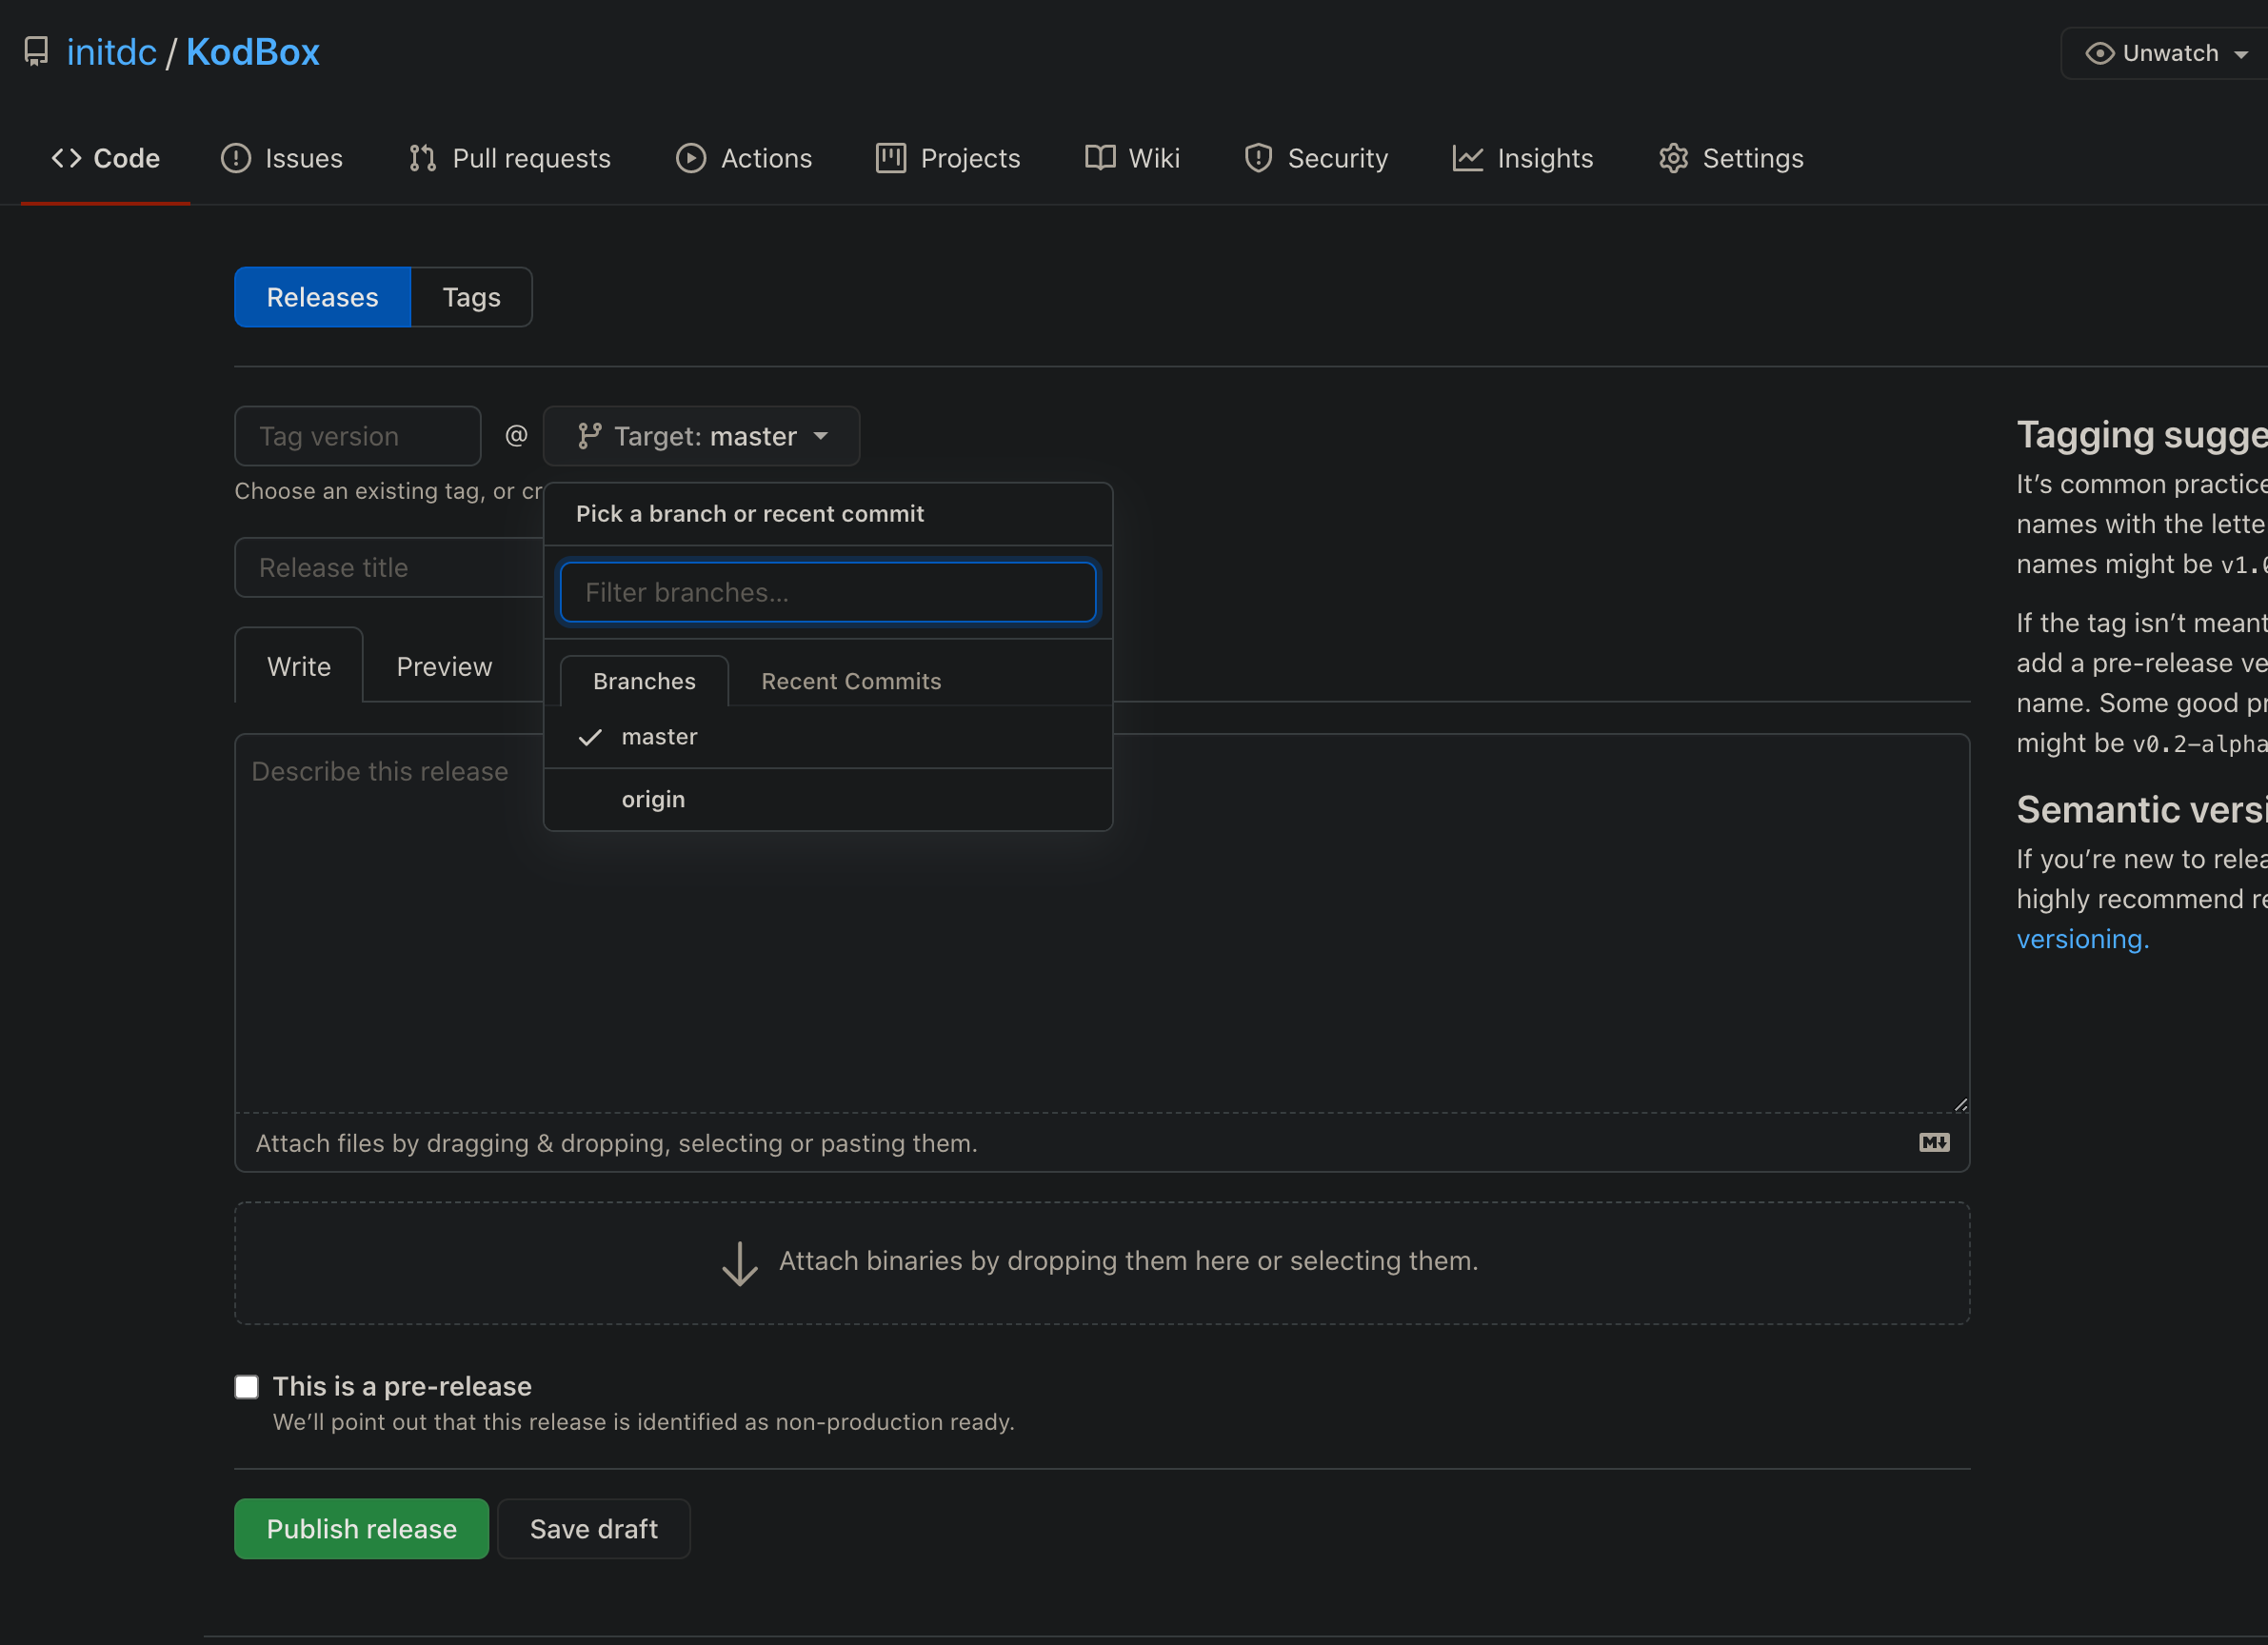 initdc / KodBox
Unwatch
Code
Issues
Pull requests
Actions
Projects
Wiki
Security
Insights
Settings
Releases
Tags
Tag version
@
Target: master
Choose an existing tag, or cr
Pick a branch or recent commit
Release title
Filter branches...
Write
Preview
Branches
Recent Commits
master
origin
Describe this release
Attach files by dragging & dropping, selecting or pasting them.
M↓
Attach binaries by dropping them here or selecting them.
This is a pre-release
We’ll point out that this release is identified as non-production ready.
Publish release
Save draft
Tagging sugge
It’s common practice
names with the lette
names might be v1.0
If the tag isn’t meant
add a pre-release ve
name. Some good pr
might be v0.2-alpha
Semantic versi
If you’re new to relea
highly recommend re
versioning.